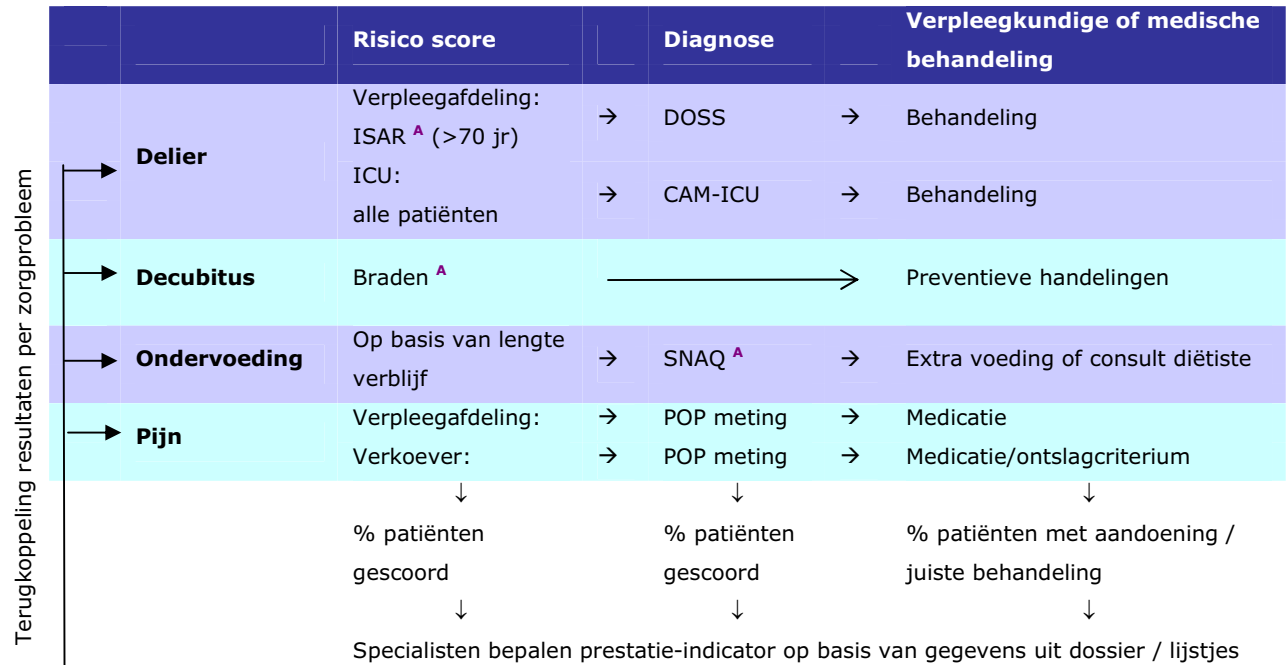 Risico score
Diagnose
Verpleegkundige of medische
behandeling
Terugkoppeling resultaten per zorgprobleem
Delier
Verpleegafdeling:
ISAR A (>70 jr)
→ DOSS → Behandeling
ICU:
alle patiënten
→ CAM-ICU → Behandeling
Decubitus
Braden A
Preventieve handelingen
Ondervoeding
Op basis van lengte
verblijf
→ SNAQ A → Extra voeding of consult diëtiste
Pijn
Verpleegafdeling: → POP meting → Medicatie
Verkoever: → POP meting → Medicatie/ontslagcriterium
↓ ↓ ↓
% patiënten
gescoord
% patiënten
gescoord
% patiënten met aandoening /
juiste behandeling
↓ ↓ ↓
Specialisten bepalen prestatie-indicator op basis van gegevens uit dossier / lijstjes